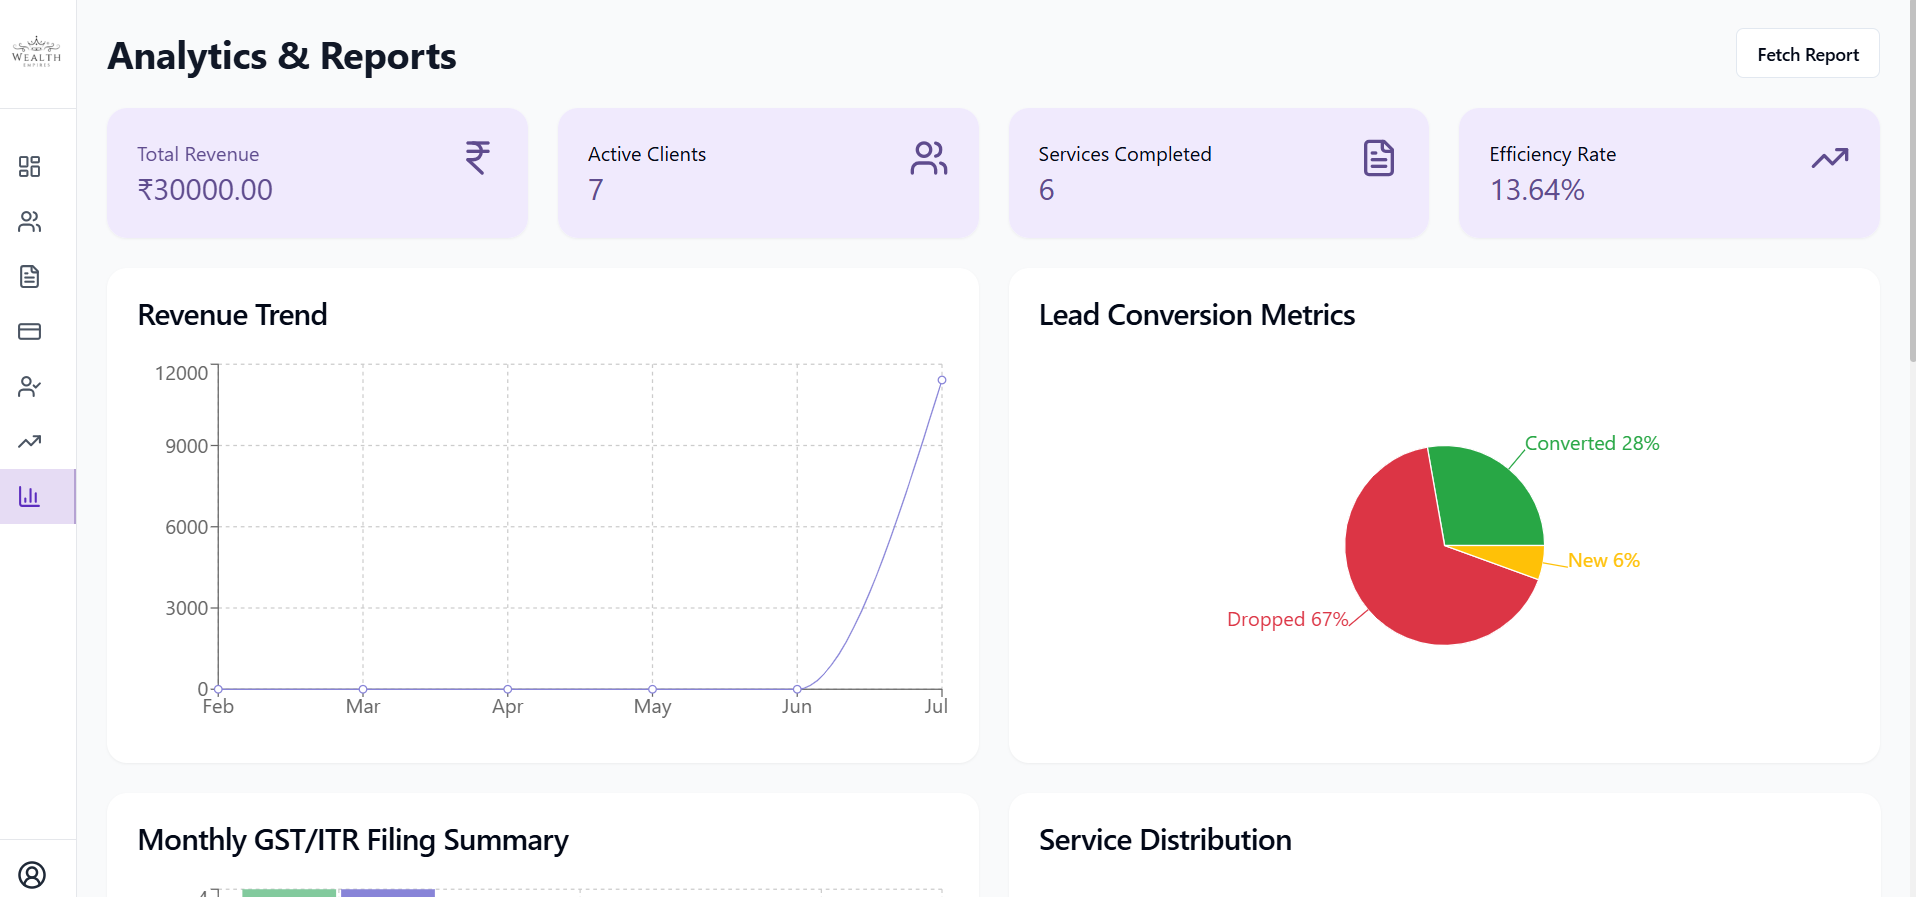 WEALTH
EMPIRES
Analytics & Reports
Fetch Report
Total Revenue
₹30000.00
Active Clients
7
Services Completed
6
Efficiency Rate
13.64%
Revenue Trend
12000
9000
6000
3000
0
Feb Mar Apr May Jun Jul
Lead Conversion Metrics
Converted 28%
New 6%
Dropped 67%
Monthly GST/ITR Filing Summary
4
Service Distribution